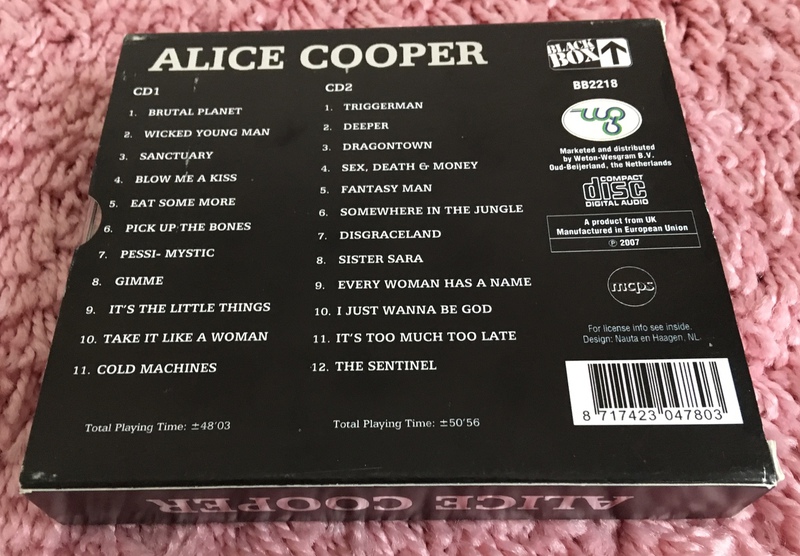 ALICE COOPER
CD1
1. BRUTAL PLANET
2. WICKED YOUNG MAN
3. SANCTUARY
4. BLOW ME A KISS
5. EAT SOME MORE
6. PICK UP THE BONES
7. PESSI- MYSTIC
8. GIMME
9. IT'S THE LITTLE THINGS
10. TAKE IT LIKE A WOMAN
11. COLD MACHINES
Total Playing Time: ±48'03
CD2
1. TRIGGERMAN
2. DEEPER
3. DRAGONTOWN
4. SEX, DEATH & MONEY
5. FANTASY MAN
6. SOMEWHERE IN THE JUNGLE
7. DISGRACELAND
8. SISTER SARA
9. EVERY WOMAN HAS A NAME
10. I JUST WANNA BE GOD
11. IT'S TOO MUCH TOO LATE
12. THE SENTINEL
Total Playing Time: ±50'56
BLACK
BOX
BB2218
Marketed and distributed
by Weton-Wesgram B.V.
Oud-Beijerland, the Netherlands
COMPACT
disc
DIGITAL AUDIO
A product from UK
Manufactured in European Union
℗ 2007
mcps
For license info see inside.
Design: Nauta en Haagen, NL.
8 717423 047803
ALICE COOPER